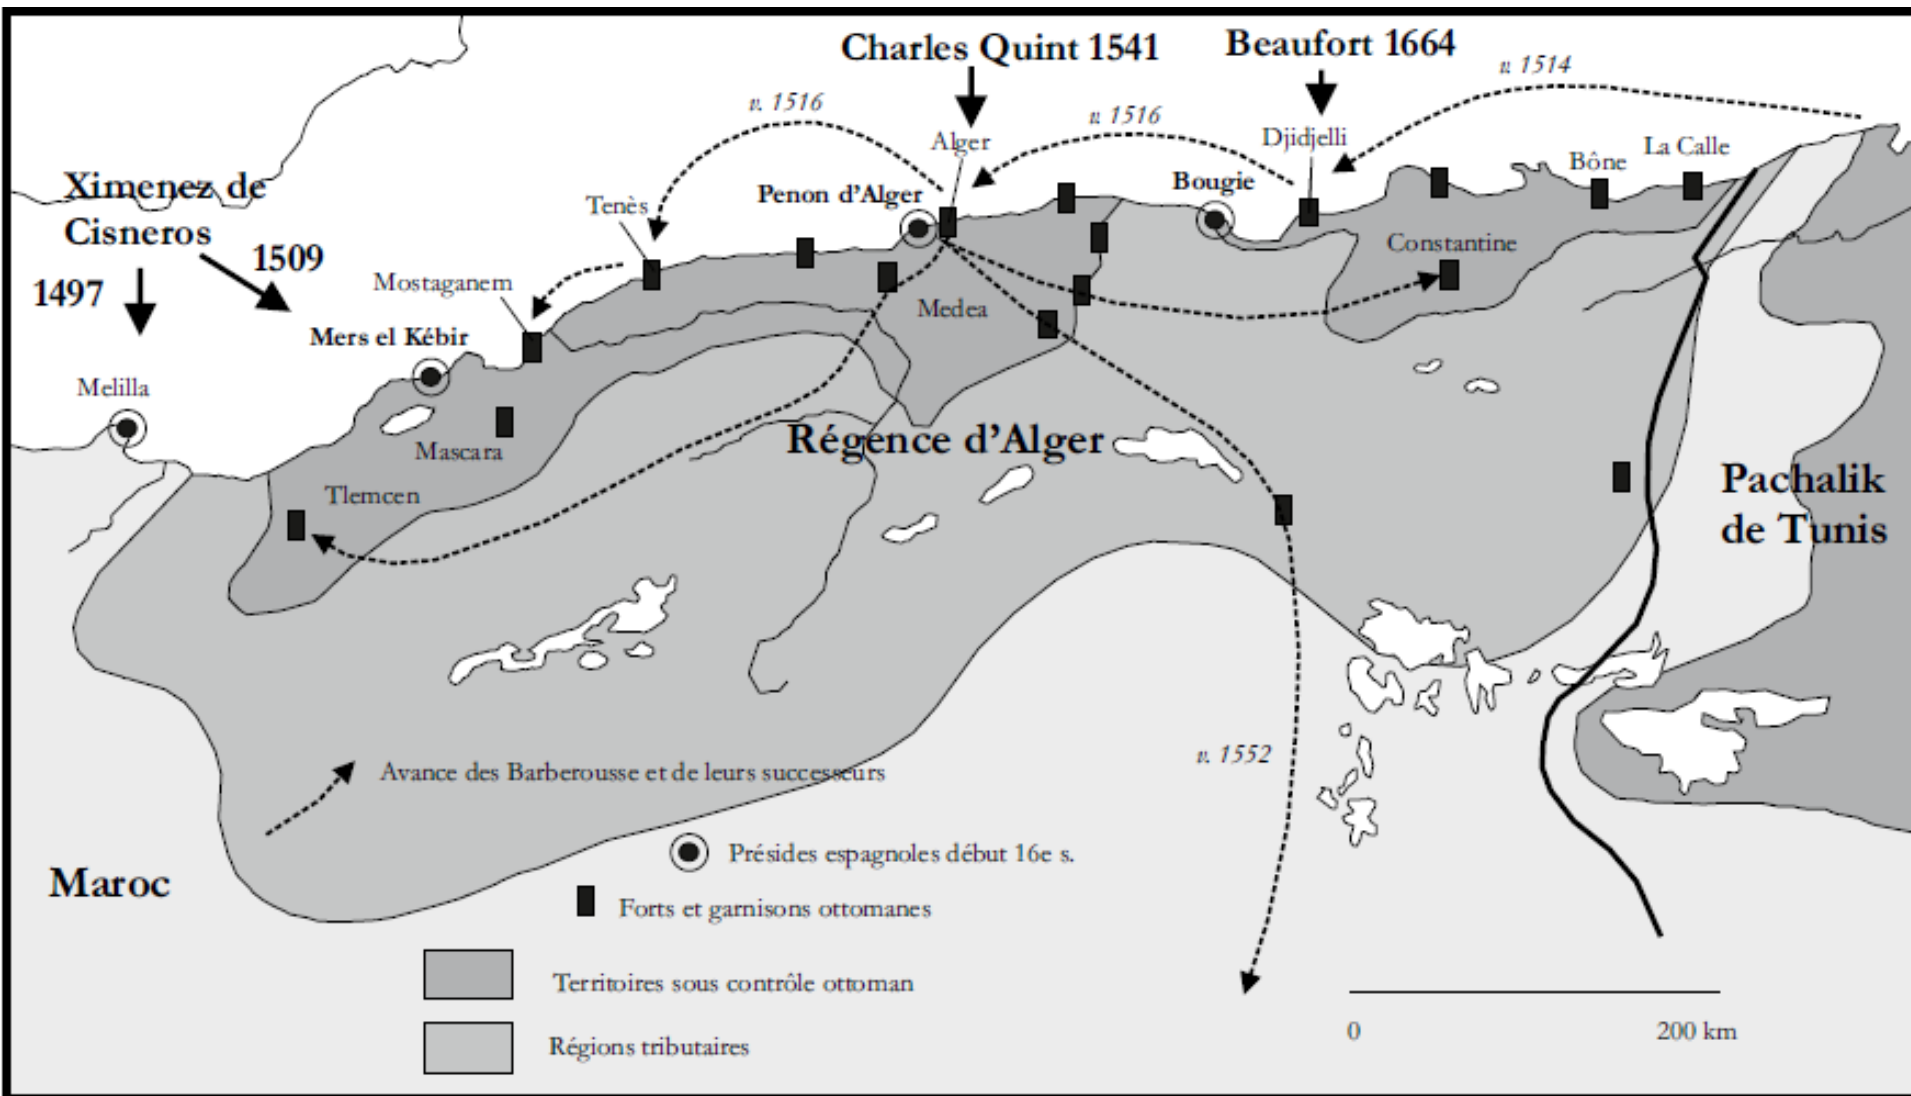 Charles Quint 1541
Beaufort 1664
v. 1514
v. 1516
v. 1516
Alger
Djidjelli
La Calle
Bône
Ximenez de
Cisneros
1509
1497
Tenès
Penon d'Alger
Bougie
Constantine
Mostaganem
Medea
Mers el Kébir
Melilla
Mascara
Régence d'Alger
Tlemcen
Pachalik
de Tunis
v. 1552
Avance des Barberousse et de leurs successeurs
Maroc
Présides espagnoles début 16e s.
Forts et garnisons ottomanes
Territoires sous contrôle ottoman
Régions tributaires
0 200 km